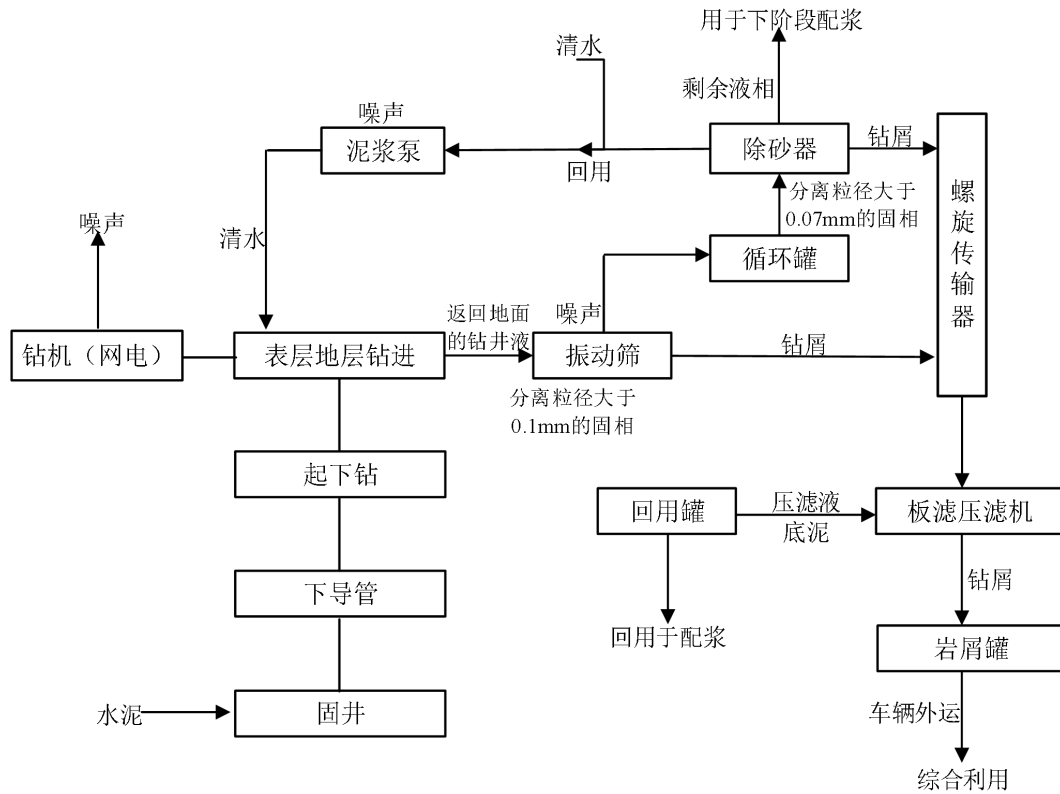 用于下阶段配浆
清水
剩余液相
噪声
泥浆泵
回用
除砂器
钻屑
分离粒径大于
0.07mm的固相
螺旋传输器
噪声
清水
循环罐
返回地面
的钻井液
噪声
钻机（网电）
表层地层钻进
振动筛
钻屑
分离粒径大于
0.1mm的固相
起下钻
回用罐
压滤液
底泥
板滤压滤机
钻屑
下导管
回用于配浆
岩屑罐
水泥
固井
车辆外运
综合利用